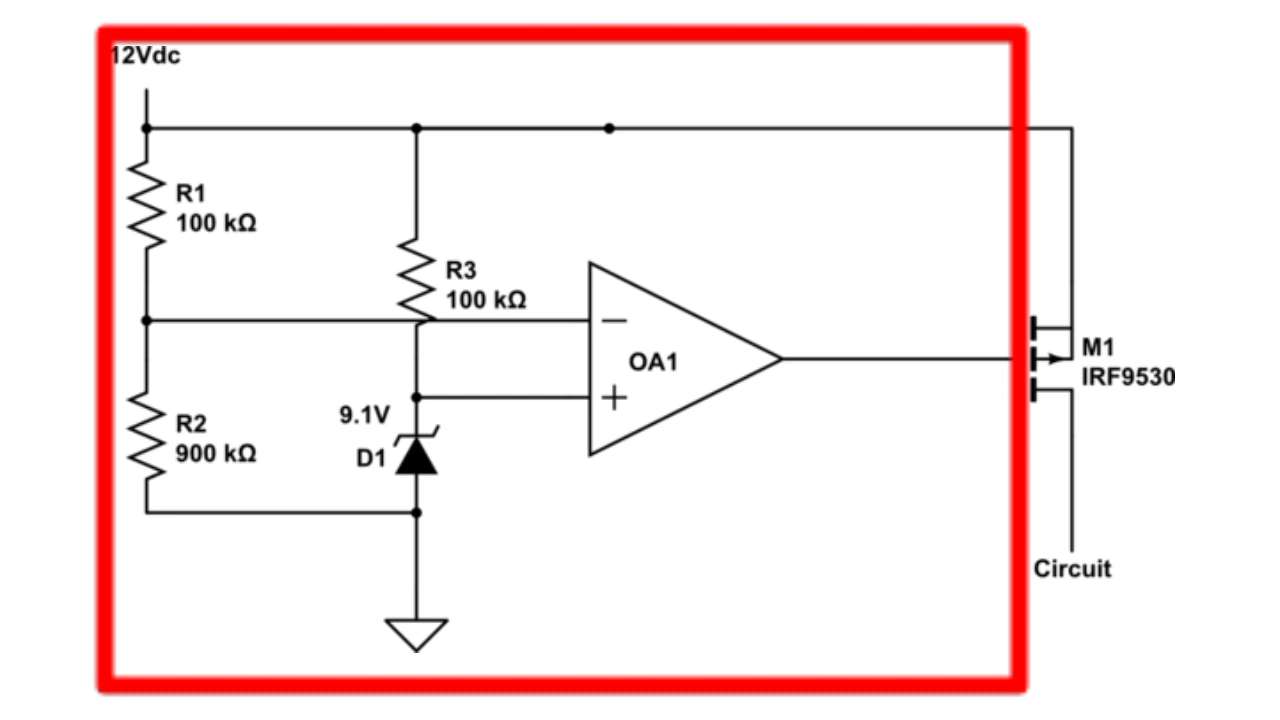 12Vdc
R1
100 kΩ
R3
100 kΩ
OA1
M1
IRF9530
9.1V
R2
900 kΩ
D1
Circuit